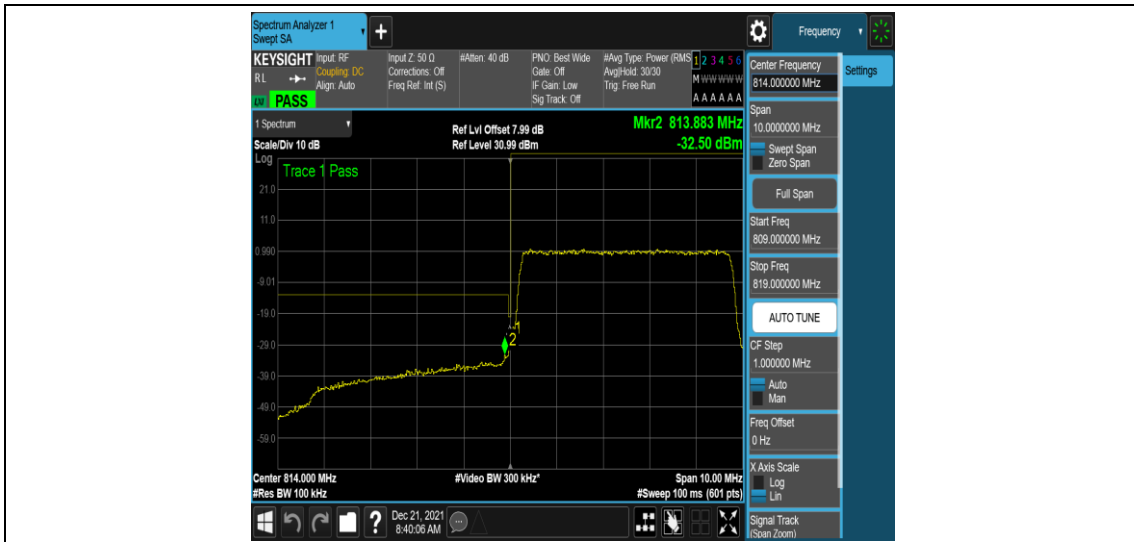 Spectrum Analyzer 1
Swept SA
+
Frequency
KEYSIGHT
RL
LXI
PASS
Input: RF
Coupling: DC
Align: Auto
Input Z: 50 Ω
Corrections: Off
Freq Ref: Int (S)
#Atten: 40 dB
PNO: Best Wide
Gate: Off
IF Gain: Low
Sig Track: Off
#Avg Type: Power (RMS
Avg|Hold: 30/30
Trig: Free Run
1 2 3 4 5 6
M W W W W W
A A A A A A
1 Spectrum
Scale/Div 10 dB
Ref Lvl Offset 7.99 dB
Ref Level 30.99 dBm
Mkr2 813.883 MHz
-32.50 dBm
Log
Trace 1 Pass
21.0
11.0
0.990
-9.01
-19.0
-29.0
-39.0
-49.0
-59.0
2
Center 814.000 MHz
#Res BW 100 kHz
#Video BW 300 kHz*
Span 10.00 MHz
#Sweep 100 ms (601 pts)
Center Frequency
814.000000 MHz
Settings
Span
10.0000000 MHz
Swept Span
Zero Span
Full Span
Start Freq
809.000000 MHz
Stop Freq
819.000000 MHz
AUTO TUNE
CF Step
1.000000 MHz
Auto
Man
Freq Offset
0 Hz
X Axis Scale
Log
Lin
Signal Track
(Span Zoom)
?
Dec 21, 2021
8:40:06 AM